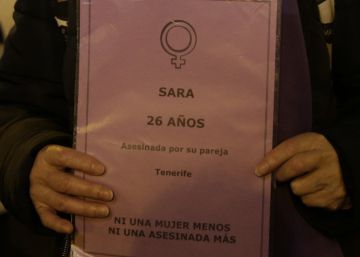 SARA
26 AÑOS
Asesinada por su pareja
Tenerife
NI UNA MUJER MENOS
NI UNA ASESINADA MÁS